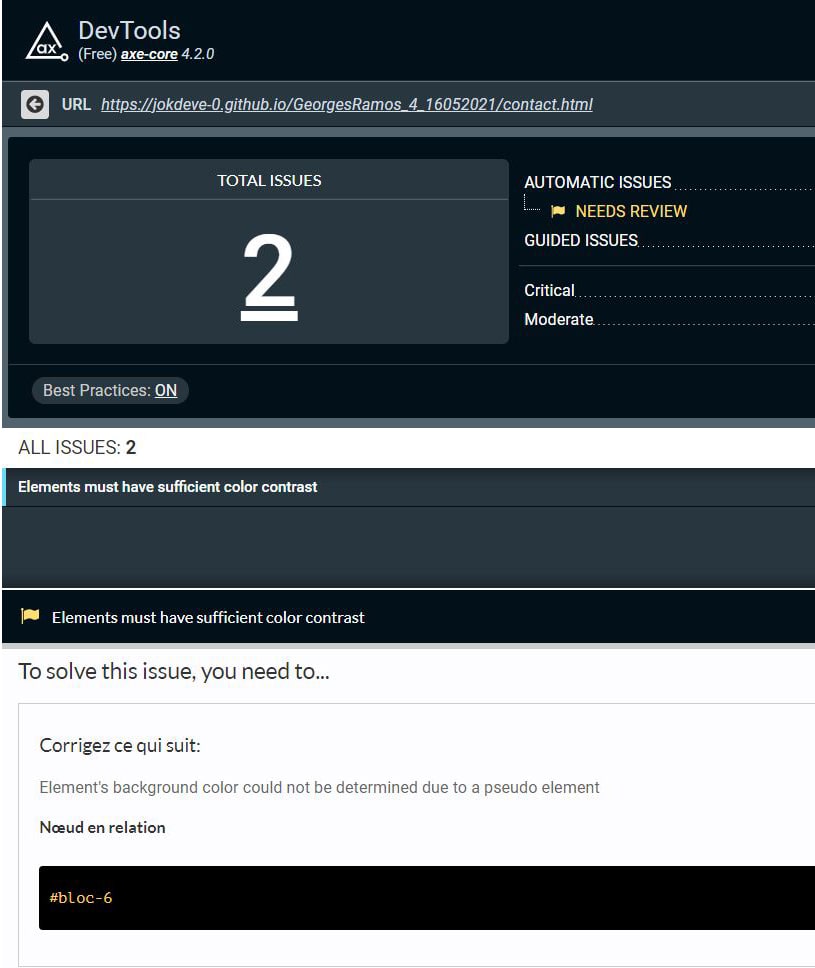 DevTools
ax
(Free) axe-core 4.2.0
URL https://jokdeve-0.github.io/GeorgesRamos_4_16052021/contact.html
TOTAL ISSUES
2
AUTOMATIC ISSUES
NEEDS REVIEW
GUIDED ISSUES
Critical
Moderate
Best Practices: ON
ALL ISSUES: 2
Elements must have sufficient color contrast
Elements must have sufficient color contrast
To solve this issue, you need to...
Corrigez ce qui suit:
Element's background color could not be determined due to a pseudo element
Nœud en relation
#bloc-6